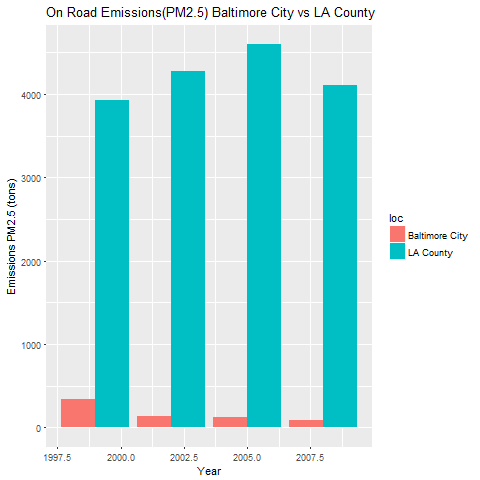 On Road Emissions(PM2.5) Baltimore City vs LA County
Emissions PM2.5 (tons)
4000
3000
2000
1000
0
1997.5 2000.0 2002.5 2005.0 2007.5
Year
loc
Baltimore City
LA County